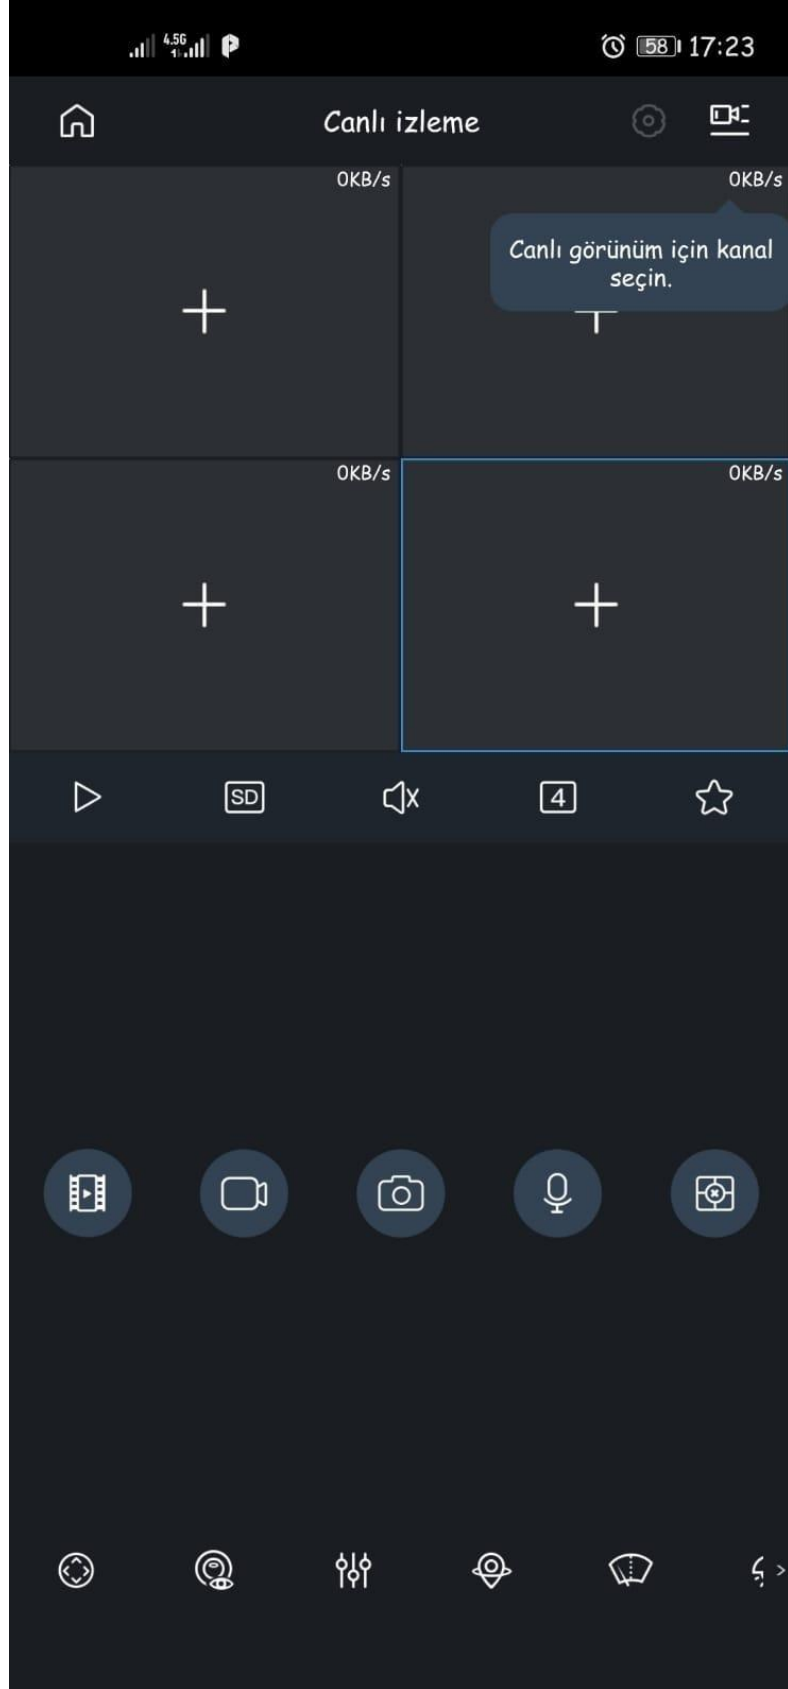 4.5G
58 17:23
Canlı izleme
0KB/s
0KB/s
Canlı görünüm için kanal
seçin.
0KB/s
0KB/s
SD
4